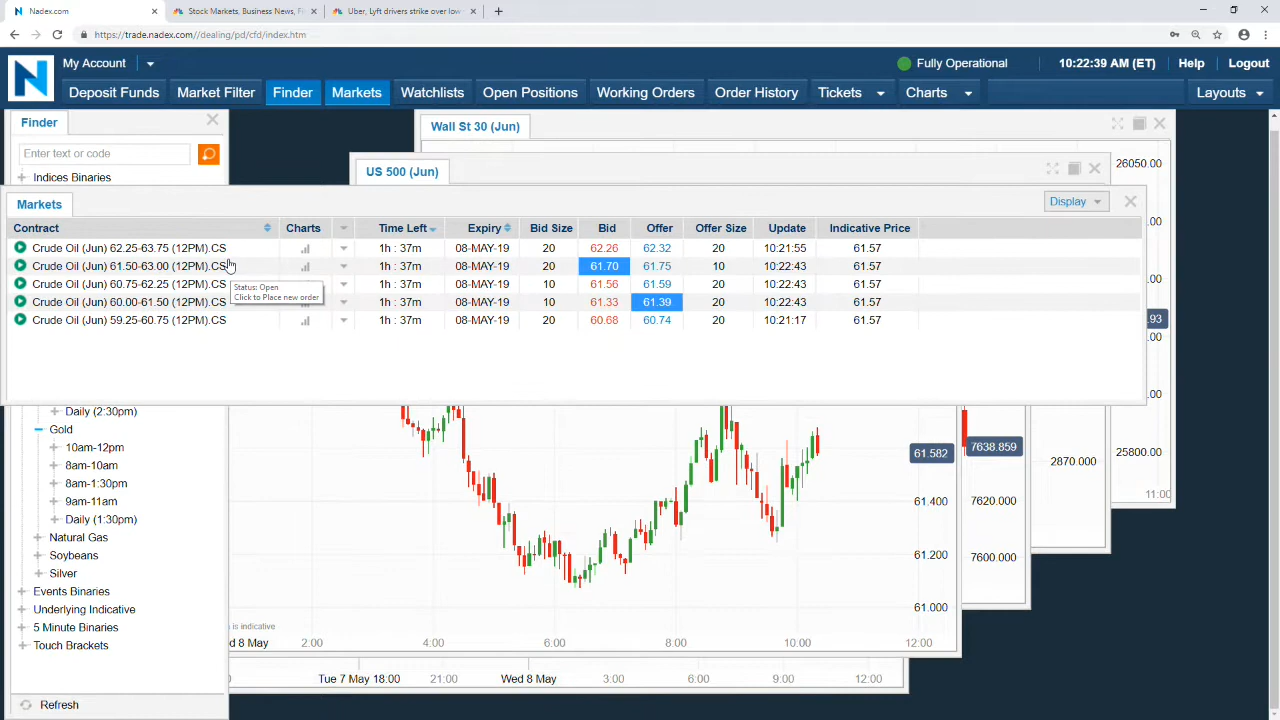 Nadex.com
Stock Markets, Business News, Fi
Uber, Lyft drivers strike over low
https://trade.nadex.com//dealing/pd/cfd/index.htm
My Account
Fully Operational
10:22:39 AM (ET)
Help
Logout
Deposit Funds
Market Filter
Finder
Markets
Watchlists
Open Positions
Working Orders
Order History
Tickets
Charts
Layouts
Finder
Wall St 30 (Jun)
Enter text or code
26050.00
US 500 (Jun)
Indices Binaries
Markets
Display
Contract Charts Time Left Expiry Bid Size Bid Offer Offer Size Update Indicative Price
Crude Oil (Jun) 62.25-63.75 (12PM).CS 1h : 37m 08-MAY-19 20 62.26 62.32 20 10:21:55 61.57
Crude Oil (Jun) 61.50-63.00 (12PM).CS 1h : 37m 08-MAY-19 20 61.70 61.75 10 10:22:43 61.57
Crude Oil (Jun) 60.75-62.25 (12PM).CS 1h : 37m 08-MAY-19 10 61.56 61.59 10 10:22:43 61.57
Status: Open
Click to Place new order
Crude Oil (Jun) 60.00-61.50 (12PM).CS 1h : 37m 08-MAY-19 10 61.33 61.39 20 10:22:43 61.57
Crude Oil (Jun) 59.25-60.75 (12PM).CS 1h : 37m 08-MAY-19 20 60.68 60.74 20 10:21:17 61.57
.93
.00
.00
Daily (2:30pm)
Gold
10am-12pm
8am-10am
8am-1:30pm
9am-11am
Daily (1:30pm)
Natural Gas
Soybeans
Silver
Events Binaries
Underlying Indicative
5 Minute Binaries
Touch Brackets
Refresh
61.582
61.400
61.200
61.000
is indicative
d 8 May 2:00 4:00 6:00 8:00 10:00 12:00
Tue 7 May 18:00 21:00 Wed 8 May 3:00 6:00 9:00 12:00
7638.859
7620.000
7600.000
2870.000
25800.00
11:00